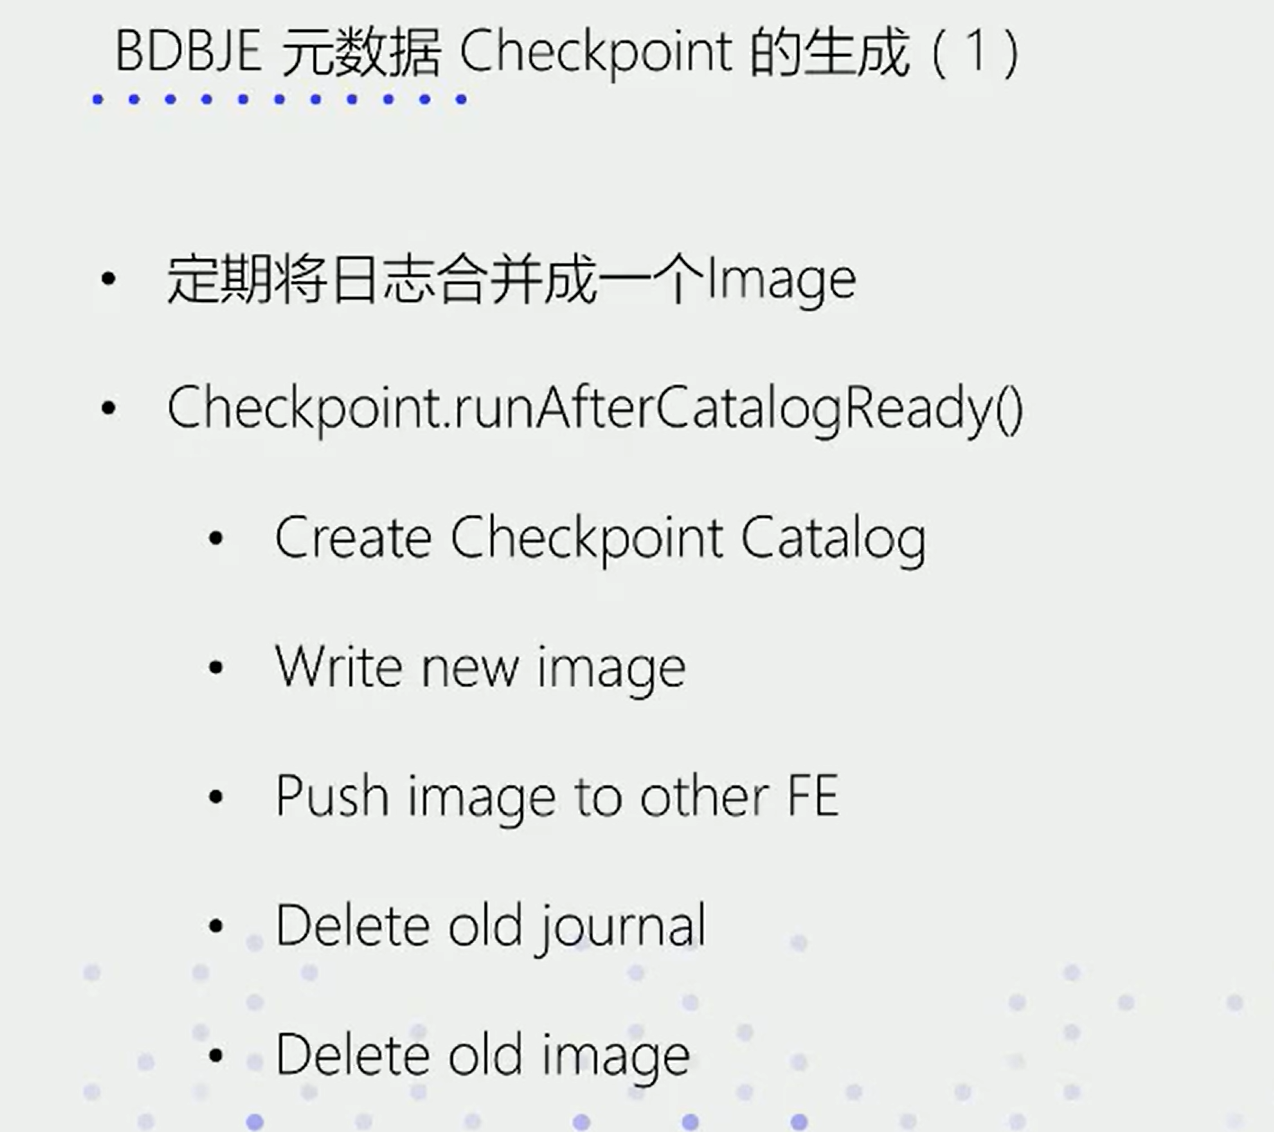 BDBJE 元数据 Checkpoint 的生成（1）
• 定期将日志合并成一个Image
• Checkpoint.runAfterCatalogReady()
• Create Checkpoint Catalog
• Write new image
• Push image to other FE
• Delete old journal
• Delete old image